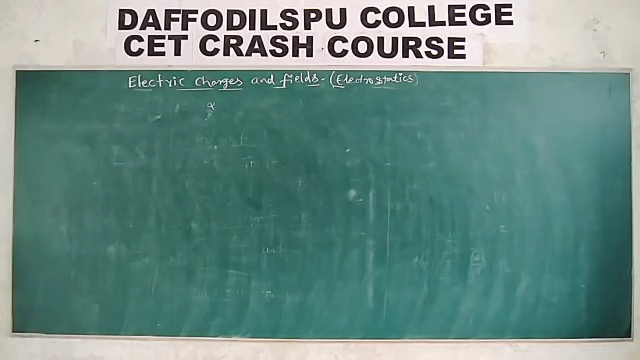 DAFFODILSPU COLLEGE
CET CRASH COURSE
Electric charges and fields - (Electrostatics)